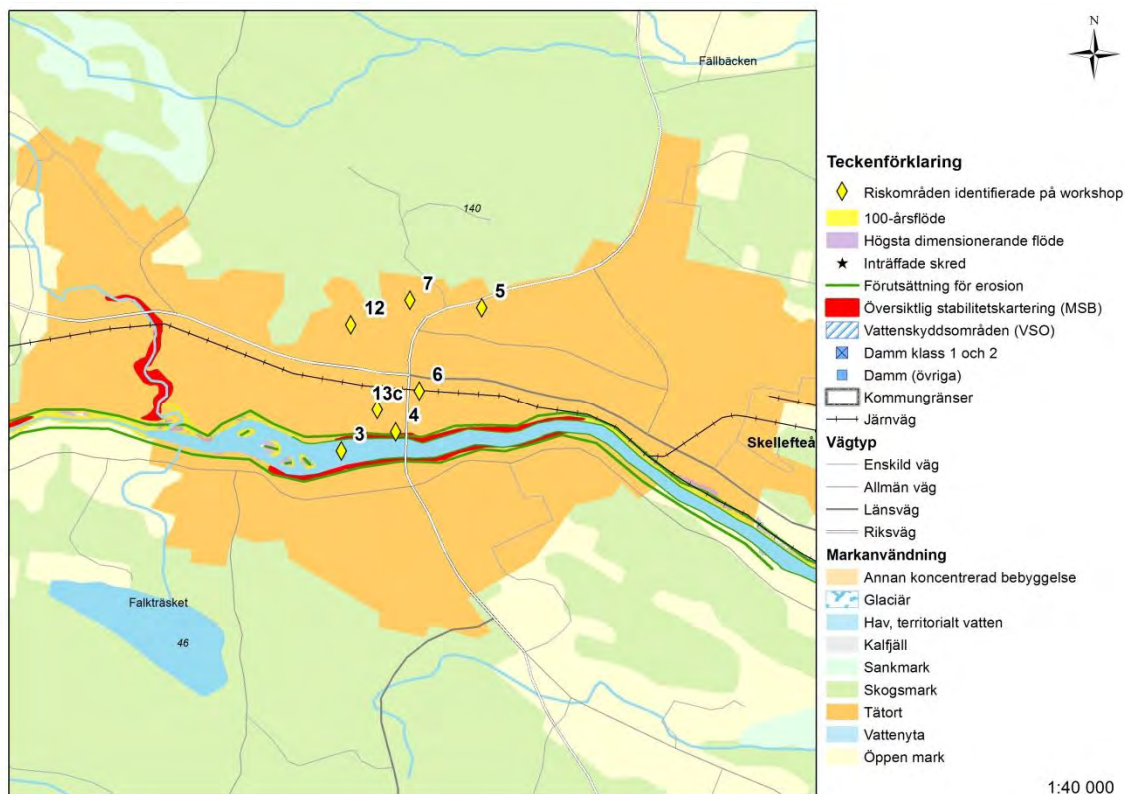 N
Fällbäcken
140
7
5
12
6
13c
4
3
Skellefteå
Falkträsket
46
Teckenförklaring
Riskområden identifierade på workshop
100-årsflöde
Högsta dimensionerande flöde
Inträffade skred
Förutsättning för erosion
Översiktlig stabilitetskartering (MSB)
Vattenskyddsområden (VSO)
Damm klass 1 och 2
Damm (övriga)
Kommungränser
Järnväg
Vägtyp
Enskild väg
Allmän väg
Länsväg
Riksväg
Markanvändning
Annan koncentrerad bebyggelse
Glaciär
Hav, territorialt vatten
Kalfjäll
Sankmark
Skogsmark
Tätort
Vattenyta
Öppen mark
1:40 000